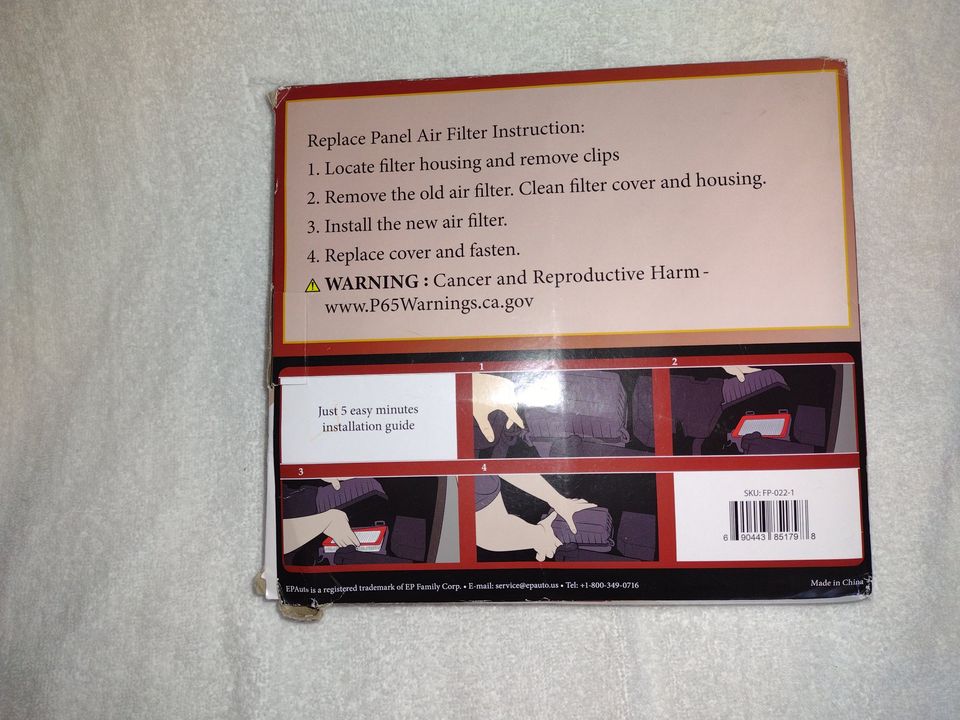 Replace Panel Air Filter Instruction:
1. Locate filter housing and remove clips
2. Remove the old air filter. Clean filter cover and housing.
3. Install the new air filter.
4. Replace cover and fasten.
WARNING : Cancer and Reproductive Harm -
www.P65Warnings.ca.gov
Just 5 easy minutes
installation guide
1
2
3
4
SKU: FP-022-1
6 90443 85179 8
EPAuto is a registered trademark of EP Family Corp. • E-mail: service@epauto.us • Tel: +1-800-349-0716
Made in China